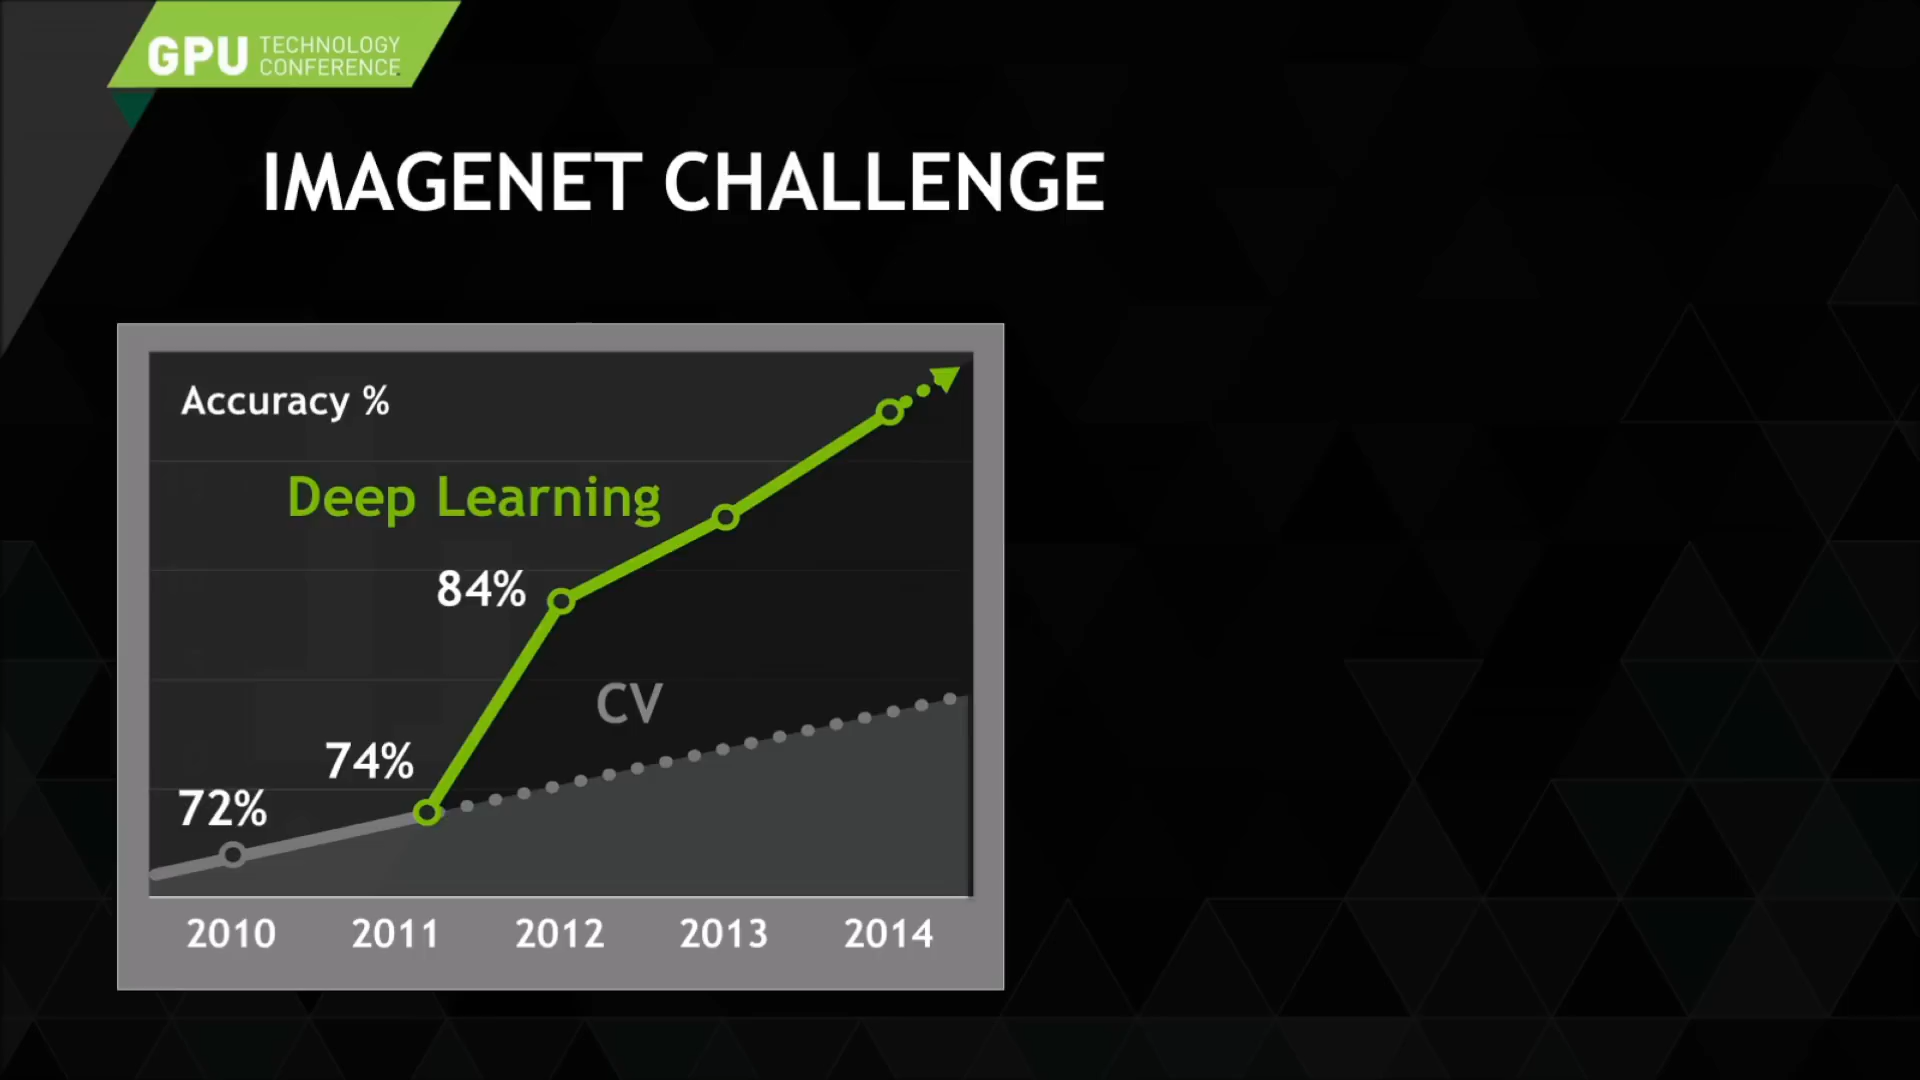 GPU TECHNOLOGY
CONFERENCE
IMAGENET CHALLENGE
Accuracy %
Deep Learning
84%
CV
74%
72%
2010 2011 2012 2013 2014